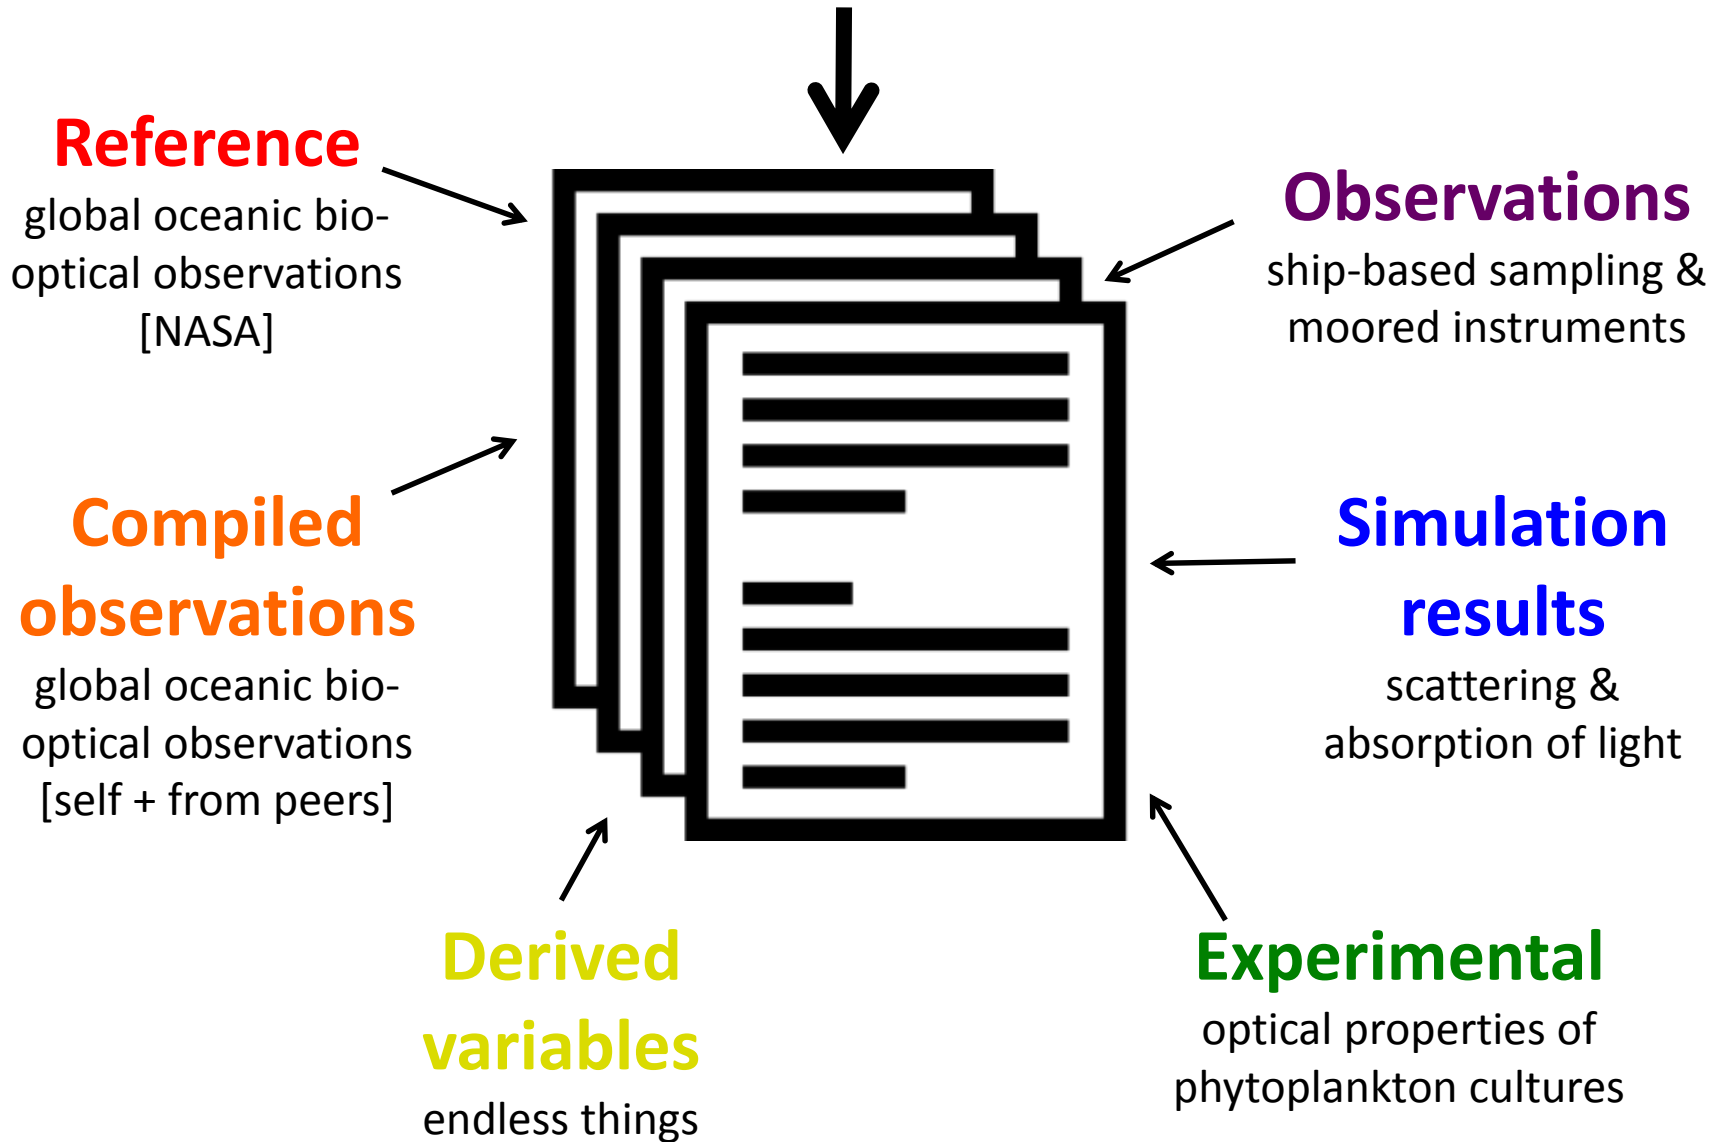 Reference
global oceanic bio-
optical observations
[NASA]
Compiled
observations
global oceanic bio-
optical observations
[self + from peers]
Derived
variables
endless things
Observations
ship-based sampling &
moored instruments
Simulation
results
scattering &
absorption of light
Experimental
optical properties of
phytoplankton cultures